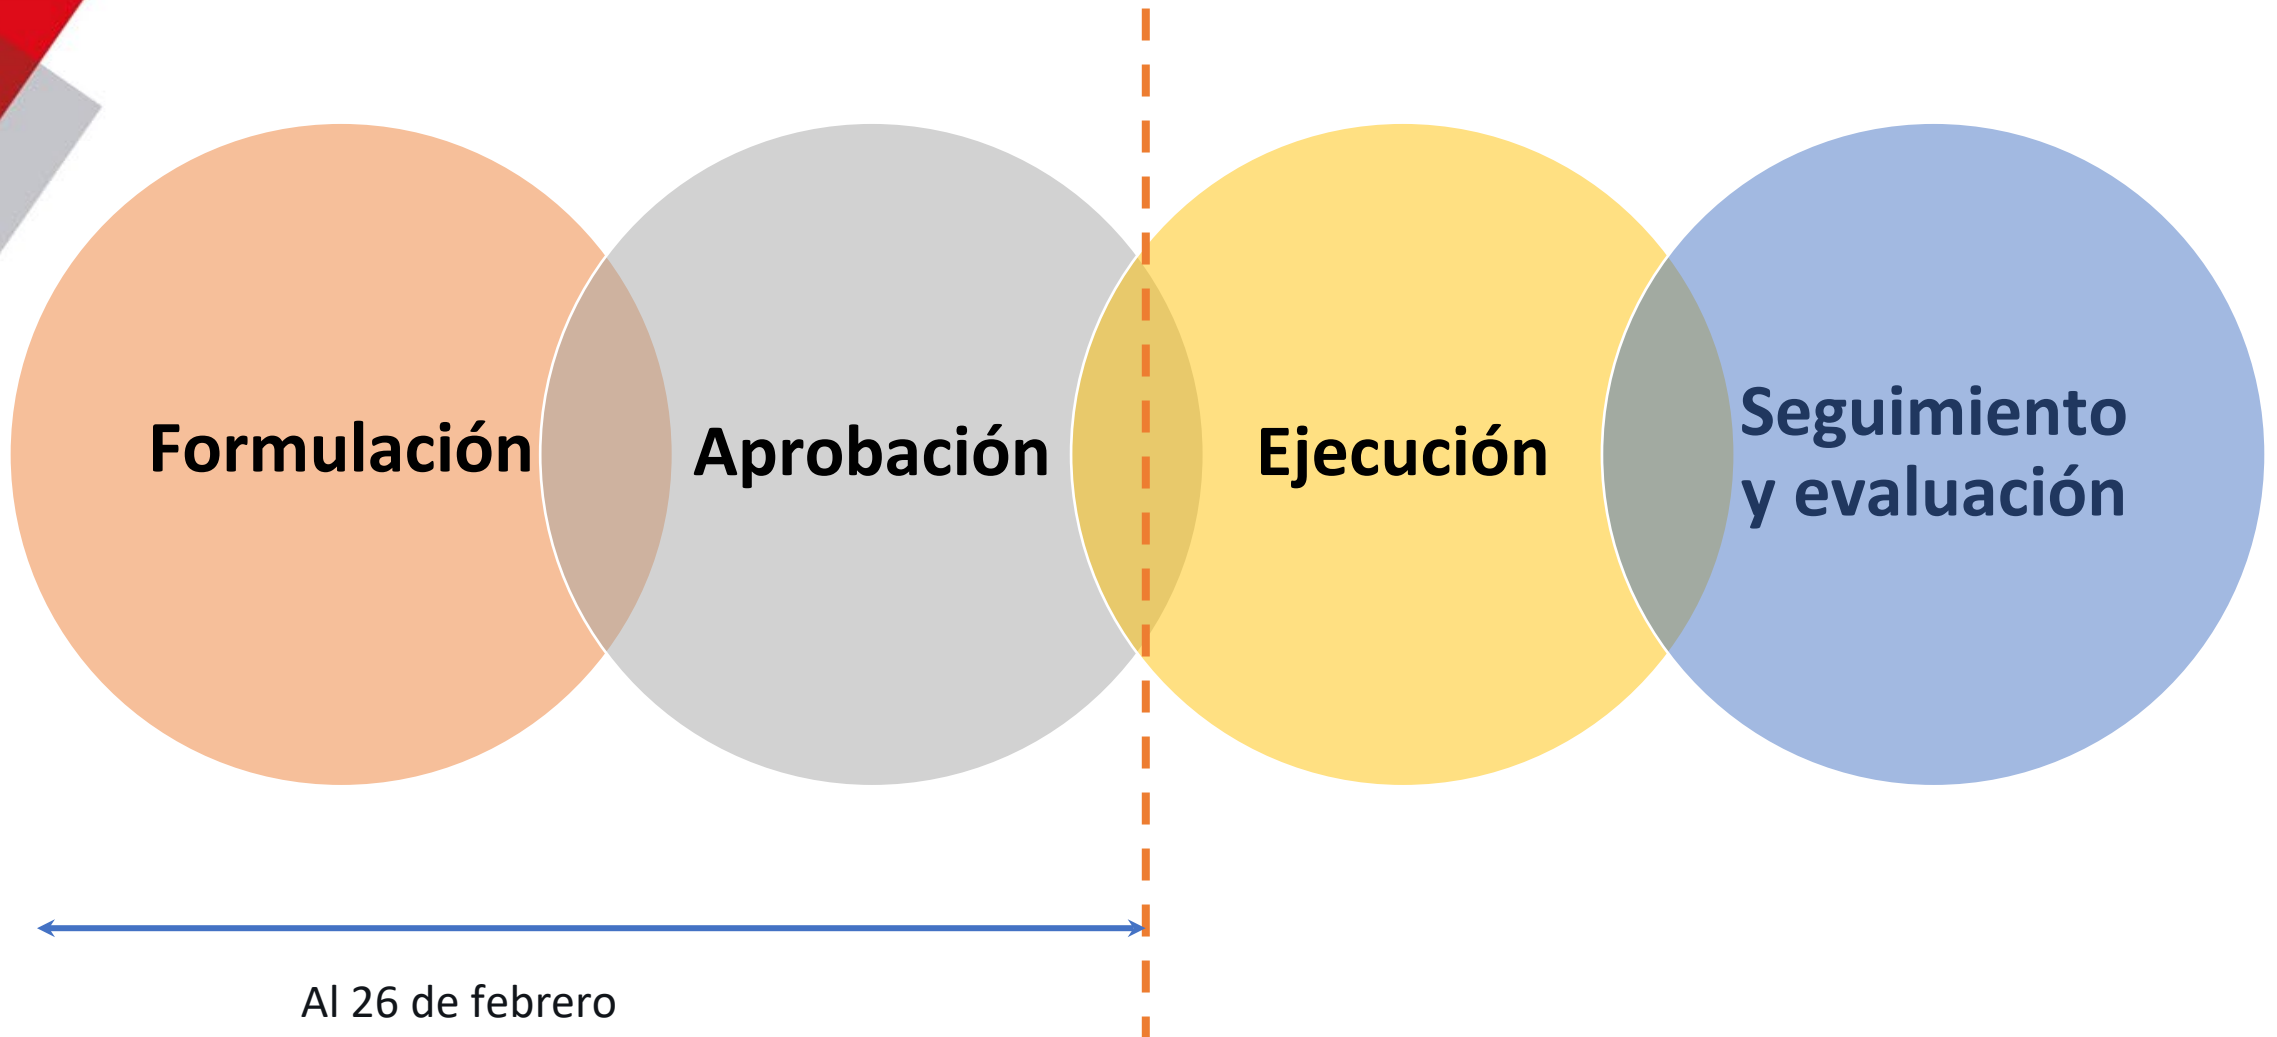 Formulación
Aprobación
Ejecución
Seguimiento
y evaluación
Al 26 de febrero